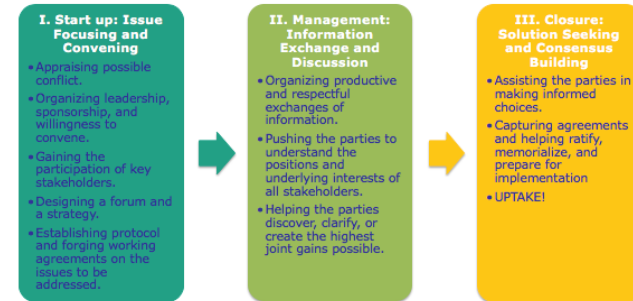 I. Start up: Issue
Focusing and
Convening
•Appraising possible
conflict.
•Organizing leadership,
sponsorship, and
willingness to
convene.
•Gaining the
participation of key
stakeholders.
•Designing a forum and
a strategy.
•Establishing protocol
and forging working
agreements on the
issues to be
addressed.
II. Management:
Information
Exchange and
Discussion
•Organizing productive
and respectful
exchanges of
information.
•Pushing the parties to
understand the
positions and
underlying interests of
all stakeholders.
•Helping the parties
discover, clarify, or
create the highest
joint gains possible.
III. Closure:
Solution Seeking
and Consensus
Building
•Assisting the parties in
making informed
choices.
•Capturing agreements
and helping ratify,
memorialize, and
prepare for
implementation
•UPTAKE!